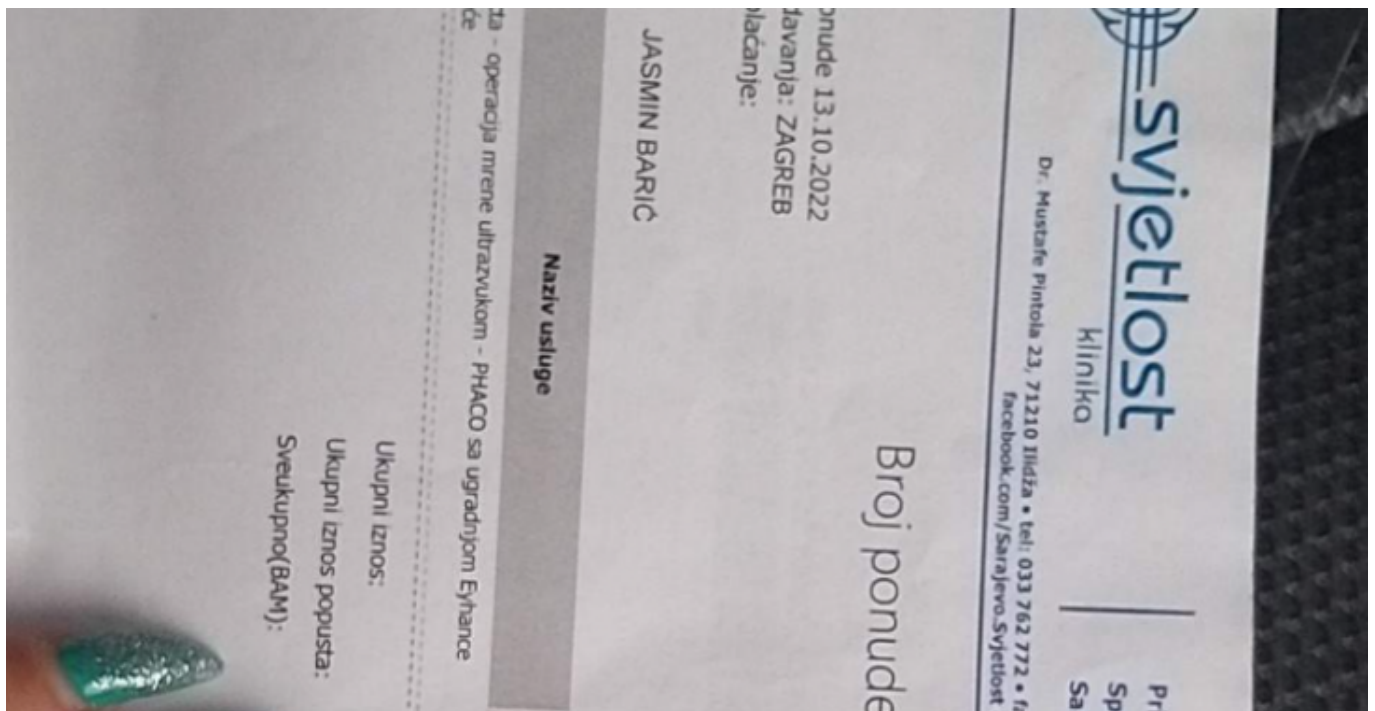 svjetlost
klinika
Pr
Sp
Sa
Dr. Mustafe Pintola 23, 71210 Ilidža • tel: 033 762 772 • f
facebook.com/Sarajevo.Svjetlost
Broj ponude
onude 13.10.2022
davanja: ZAGREB
plaćanje:
JASMIN BARIĆ
Naziv usluge
ta - operacija mrene ultrazvukom - PHACO sa ugradnjom Eyhance
će
Ukupni iznos:
Ukupni iznos popusta:
Sveukupno(BAM):